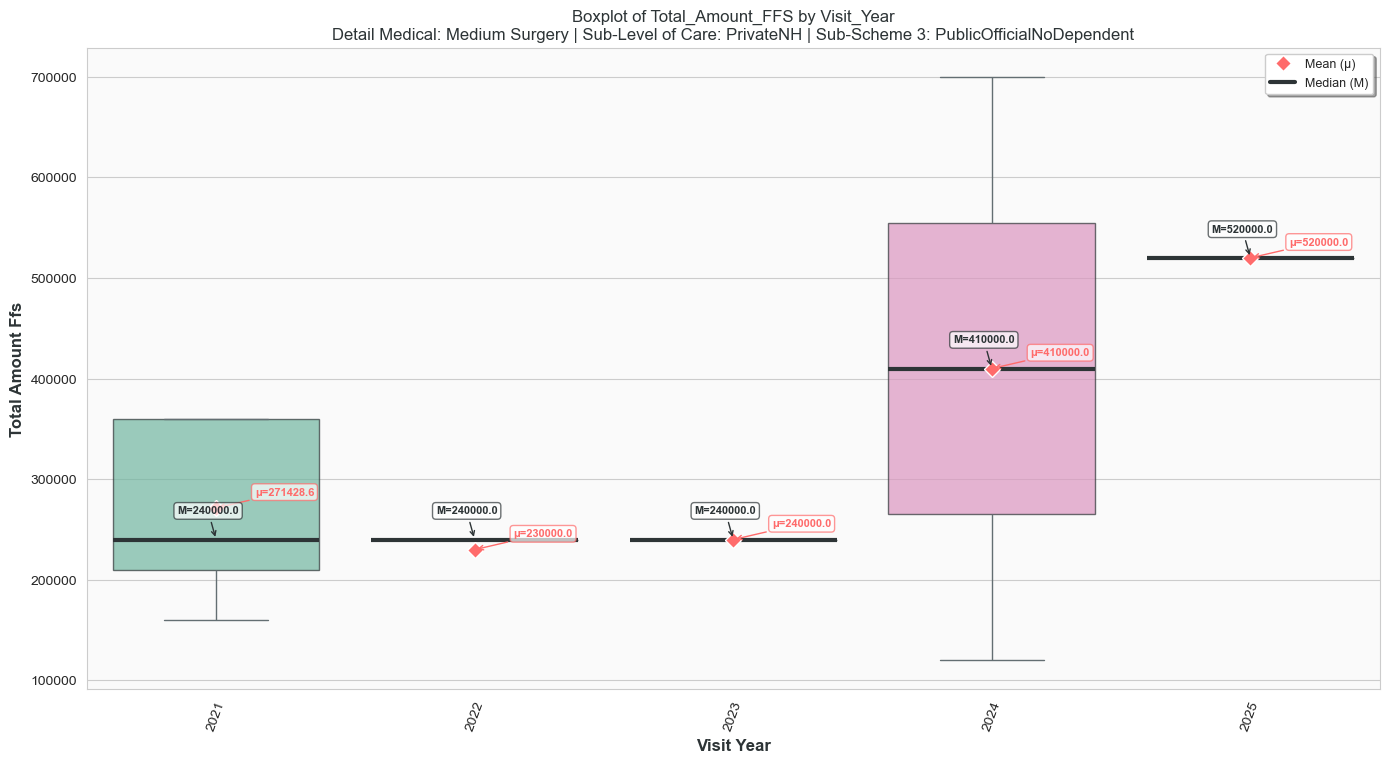 Boxplot of Total_Amount_FFS by Visit_Year
Detail Medical: Medium Surgery | Sub-Level of Care: PrivateNH | Sub-Scheme 3: PublicOfficialNoDependent
Mean (μ)
Median (M)
Total Amount Ffs
700000
600000
500000
400000
300000
200000
100000
M=240000.0
μ=271428.6
M=240000.0
μ=230000.0
M=240000.0
μ=240000.0
M=410000.0
μ=410000.0
M=520000.0
μ=520000.0
2021
2022
2023
2024
2025
Visit Year